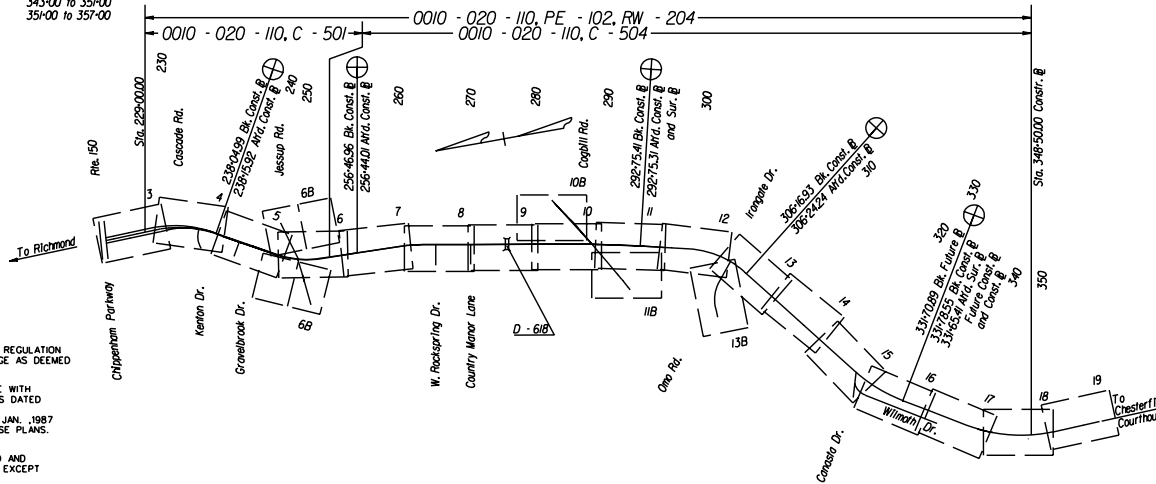 343+00 to 351+00
351+00 to 357+00
0010 - 020 - 110, PE - 102, RW - 204
0010 - 020 - 110, C - 501
0010 - 020 - 110, C - 504
Rte. 150
Sta. 229+00.00
230
Cascade Rd.
238+04.99 Bk. Const. B
238+15.92 Ah'd. Const. B
240
250
Jessup Rd.
256+46.96 Bk. Const. B
256+44.01 Ah'd. Const. B
260
270
280
290
Cogbill Rd.
292+75.41 Bk. Const. B
292+75.31 Ah'd. Const. B
and Sur. B
300
Irongate Dr.
306+16.93 Bk. Const. B
306+24.24 Ah'd. Const. B
310
320
330
331+70.89 Bk. Future B
331+78.55 Bk. Const. B
331+65.41 Ah'd. Sur. B
Future Const. B
and Const. B
340
350
Sta. 348+50.00 Constr. B
To Richmond
3
4
5
6B
6
7
8
9
10B
10
11
12
13
14
15
16
17
18
19
6B
11B
13B
D - 618
Chippenham Parkway
Kenton Dr.
Gravelbrook Dr.
W. Rockspring Dr.
Country Manor Lane
Omo Rd.
Canasta Dr.
Wilmoth Dr.
To
Chesterfi
Courthou
REGULATION
GE AS DEEMED
WITH
S DATED
JAN. ,1987
SE PLANS.
AND
EXCEPT